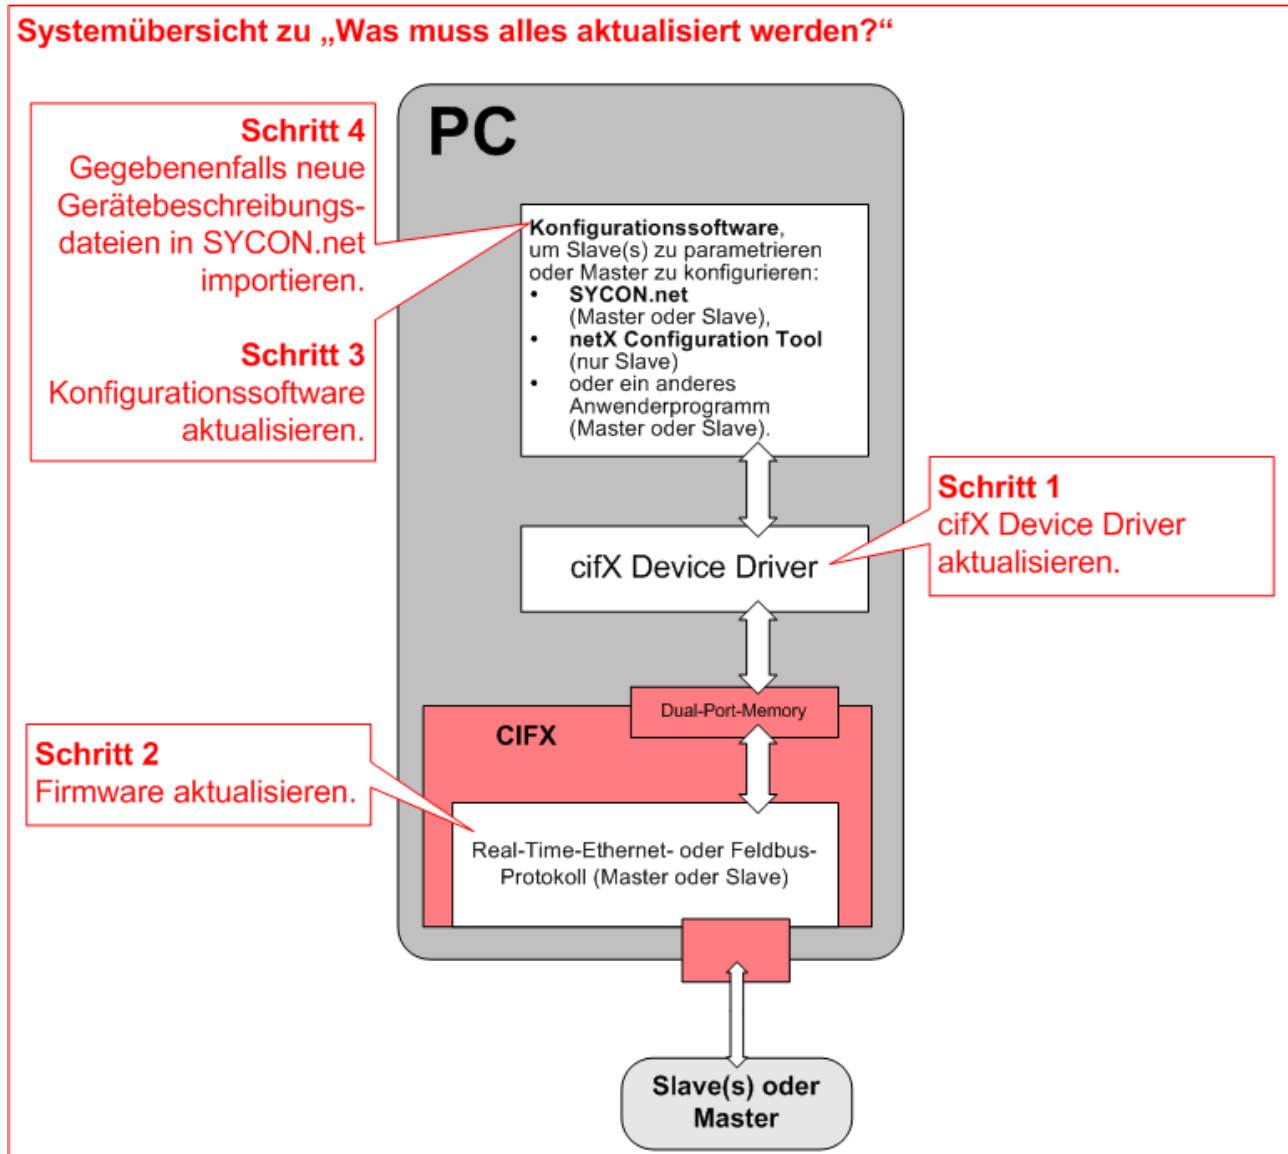 Systemübersicht zu „Was muss alles aktualisiert werden?“
PC
Schritt 4
Gegebenenfalls neue
Gerätebeschreibungs-
dateien in SYCON.net
importieren.
Schritt 3
Konfigurationssoftware
aktualisieren.
Konfigurationssoftware,
um Slave(s) zu parametrieren
oder Master zu konfigurieren:
• SYCON.net
(Master oder Slave),
• netX Configuration Tool
(nur Slave)
• oder ein anderes
Anwenderprogramm
(Master oder Slave).
Schritt 1
cifX Device Driver
aktualisieren.
cifX Device Driver
Dual-Port-Memory
CIFX
Schritt 2
Firmware aktualisieren.
Real-Time-Ethernet- oder Feldbus-
Protokoll (Master oder Slave)
Slave(s) oder
Master